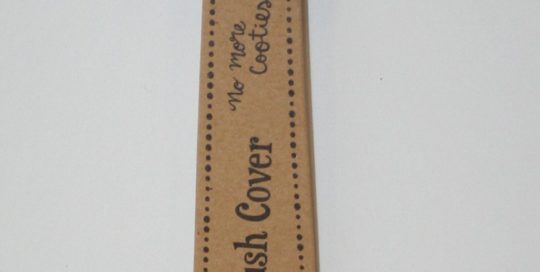 ush Cover
No more
Cooties